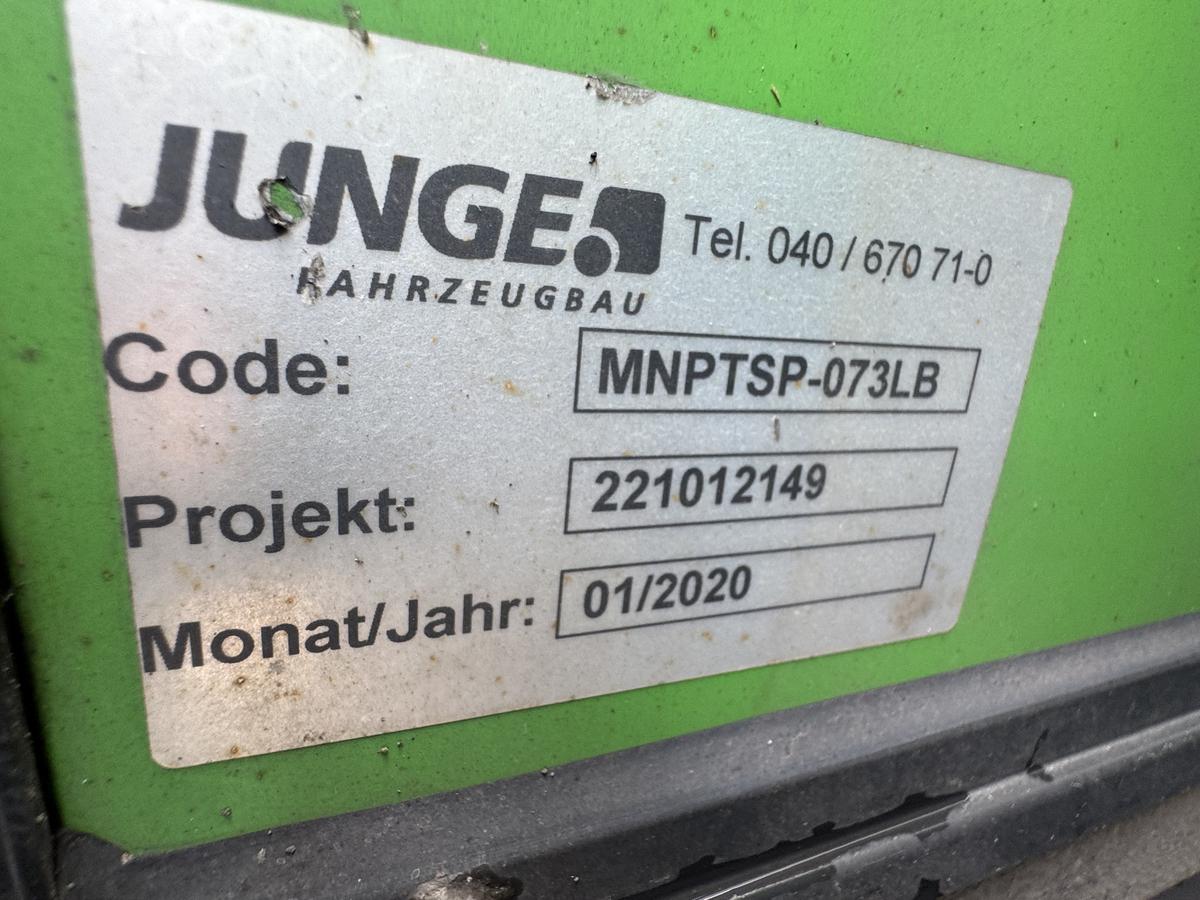 JUNGE
FAHRZEUGBAU
Tel. 040 / 670 71-0
Code: MNPTSP-073LB
Projekt: 221012149
Monat/Jahr: 01/2020